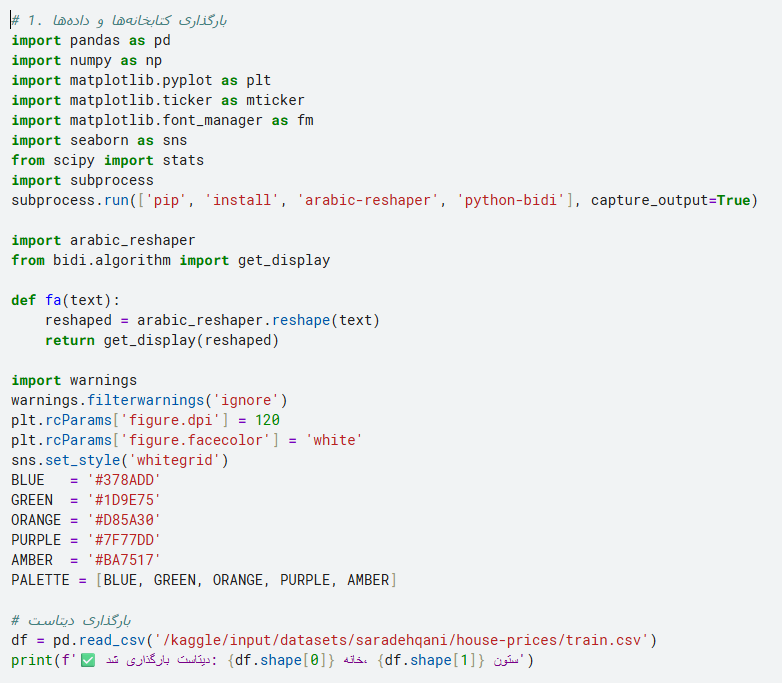 # 1. بارگذاری کتابخانه‌ها و داده‌ها
import pandas as pd
import numpy as np
import matplotlib.pyplot as plt
import matplotlib.ticker as mticker
import matplotlib.font_manager as fm
import seaborn as sns
from scipy import stats
import subprocess
subprocess.run(['pip', 'install', 'arabic-reshaper', 'python-bidi'], capture_output=True)

import arabic_reshaper
from bidi.algorithm import get_display

def fa(text):
    reshaped = arabic_reshaper.reshape(text)
    return get_display(reshaped)

import warnings
warnings.filterwarnings('ignore')
plt.rcParams['figure.dpi'] = 120
plt.rcParams['figure.facecolor'] = 'white'
sns.set_style('whitegrid')
BLUE   = '#378ADD'
GREEN  = '#1D9E75'
ORANGE = '#D85A30'
PURPLE = '#7F77DD'
AMBER  = '#BA7517'
PALETTE = [BLUE, GREEN, ORANGE, PURPLE, AMBER]

# بارگذاری دیتاست
df = pd.read_csv('/kaggle/input/datasets/saradehqani/house-prices/train.csv')
print(f'✅ دیتاست بارگذاری شد: {df.shape[0]} خانه، {df.shape[1]} ستون')